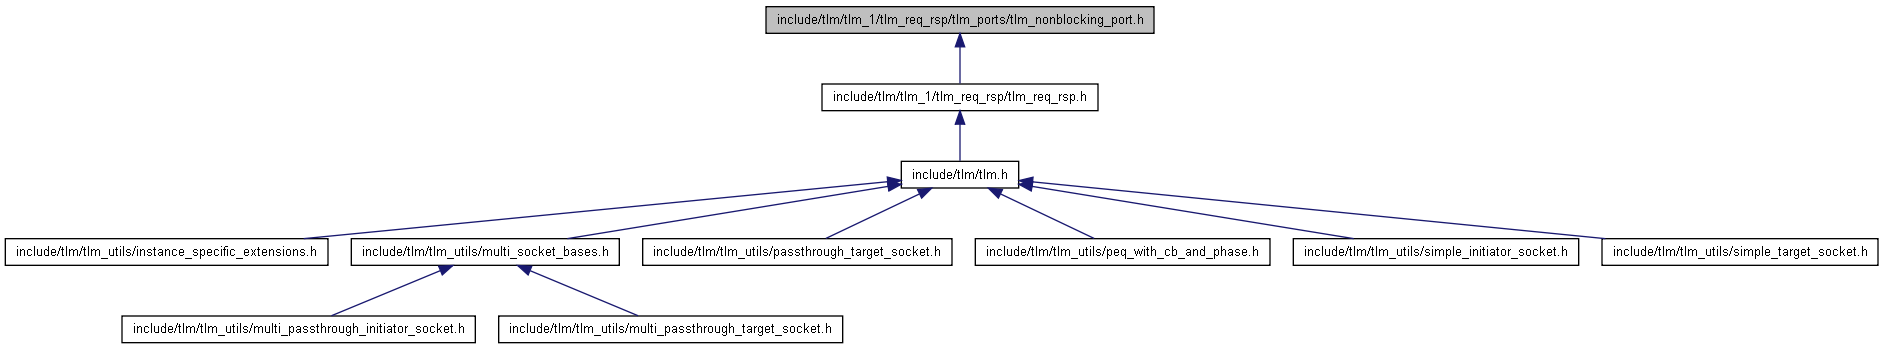 include/tlm/tlm_1/tlm_req_rsp/tlm_ports/tlm_nonblocking_port.h
include/tlm/tlm_1/tlm_req_rsp/tlm_req_rsp.h
include/tlm/tlm.h
include/tlm/tlm_utils/instance_specific_extensions.h
include/tlm/tlm_utils/multi_socket_bases.h
include/tlm/tlm_utils/passthrough_target_socket.h
include/tlm/tlm_utils/peq_with_cb_and_phase.h
include/tlm/tlm_utils/simple_initiator_socket.h
include/tlm/tlm_utils/simple_target_socket.h
include/tlm/tlm_utils/multi_passthrough_initiator_socket.h
include/tlm/tlm_utils/multi_passthrough_target_socket.h